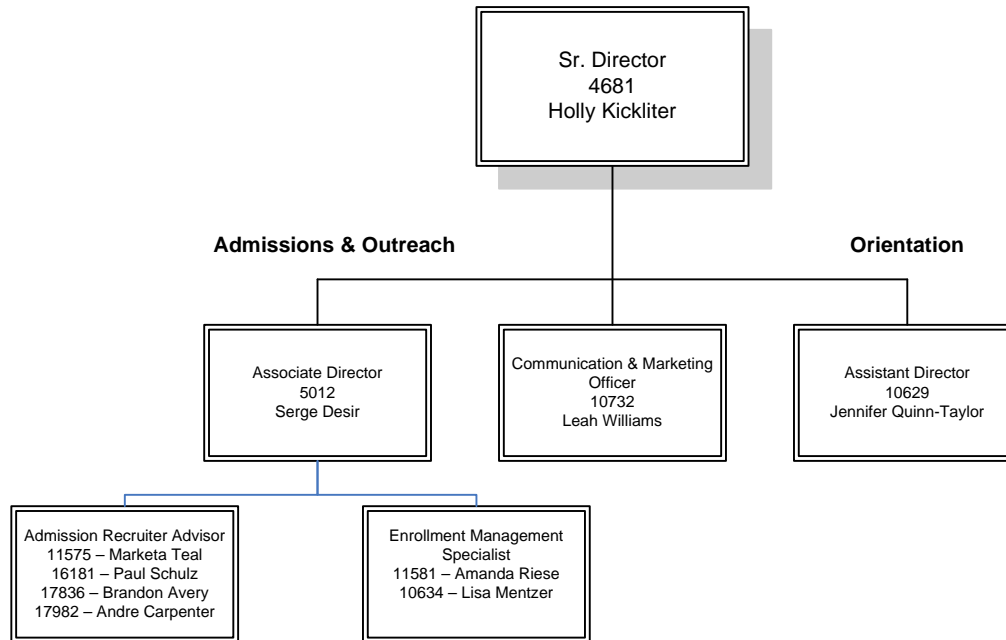 Sr. Director
4681
Holly Kickliter
Admissions & Outreach
Orientation
Associate Director
5012
Serge Desir
Communication & Marketing
Officer
10732
Leah Williams
Assistant Director
10629
Jennifer Quinn-Taylor
Admission Recruiter Advisor
11575 – Marketa Teal
16181 – Paul Schulz
17836 – Brandon Avery
17982 – Andre Carpenter
Enrollment Management
Specialist
11581 – Amanda Riese
10634 – Lisa Mentzer